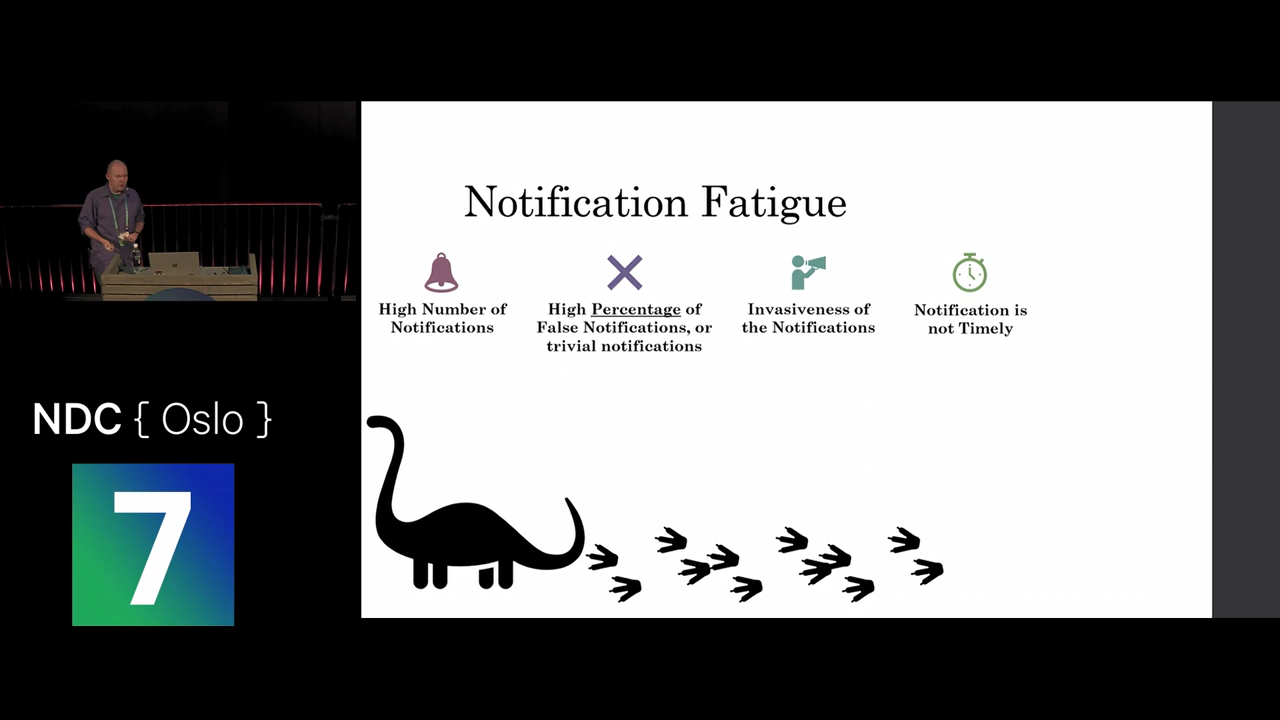 Notification Fatigue
High Number of
Notifications
High Percentage of
False Notifications, or
trivial notifications
Invasiveness of
the Notifications
Notification is
not Timely
NDC { Oslo }
7